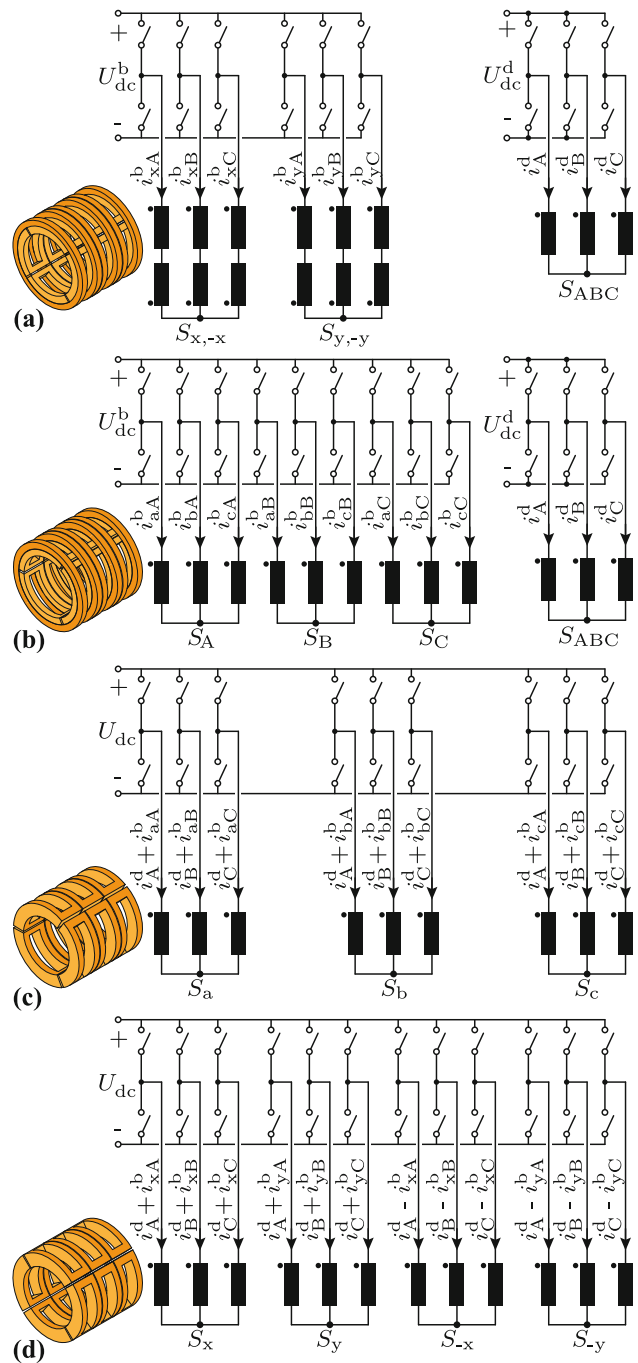 +
U^b_dc
-
i^b_xA i^b_xB i^b_xC i^b_yA i^b_yB i^b_yC
+
U^d_dc
-
i^d_A i^d_B i^d_C
S_x,-x S_y,-y S_ABC
(a)
+
U^b_dc
-
i^b_aA i^b_bA i^b_cA i^b_aB i^b_bB i^b_cB i^b_aC i^b_bC i^b_cC
+
U^d_dc
-
i^d_A i^d_B i^d_C
S_A S_B S_C S_ABC
(b)
+
U_dc
-
i^d_A+i^b_aA i^d_B+i^b_aB i^d_C+i^b_aC i^d_A+i^b_bA i^d_B+i^b_bB i^d_C+i^b_bC i^d_A+i^b_cA i^d_B+i^b_cB i^d_C+i^b_cC
S_a S_b S_c
(c)
+
U_dc
-
i^d_A+i^b_xA i^d_B+i^b_xB i^d_C+i^b_xC i^d_A+i^b_yA i^d_B+i^b_yB i^d_C+i^b_yC i^d_A-i^b_xA i^d_B-i^b_xB i^d_C-i^b_xC i^d_A-i^b_yA i^d_B-i^b_yB i^d_C-i^b_yC
S_x S_y S_-x S_-y
(d)